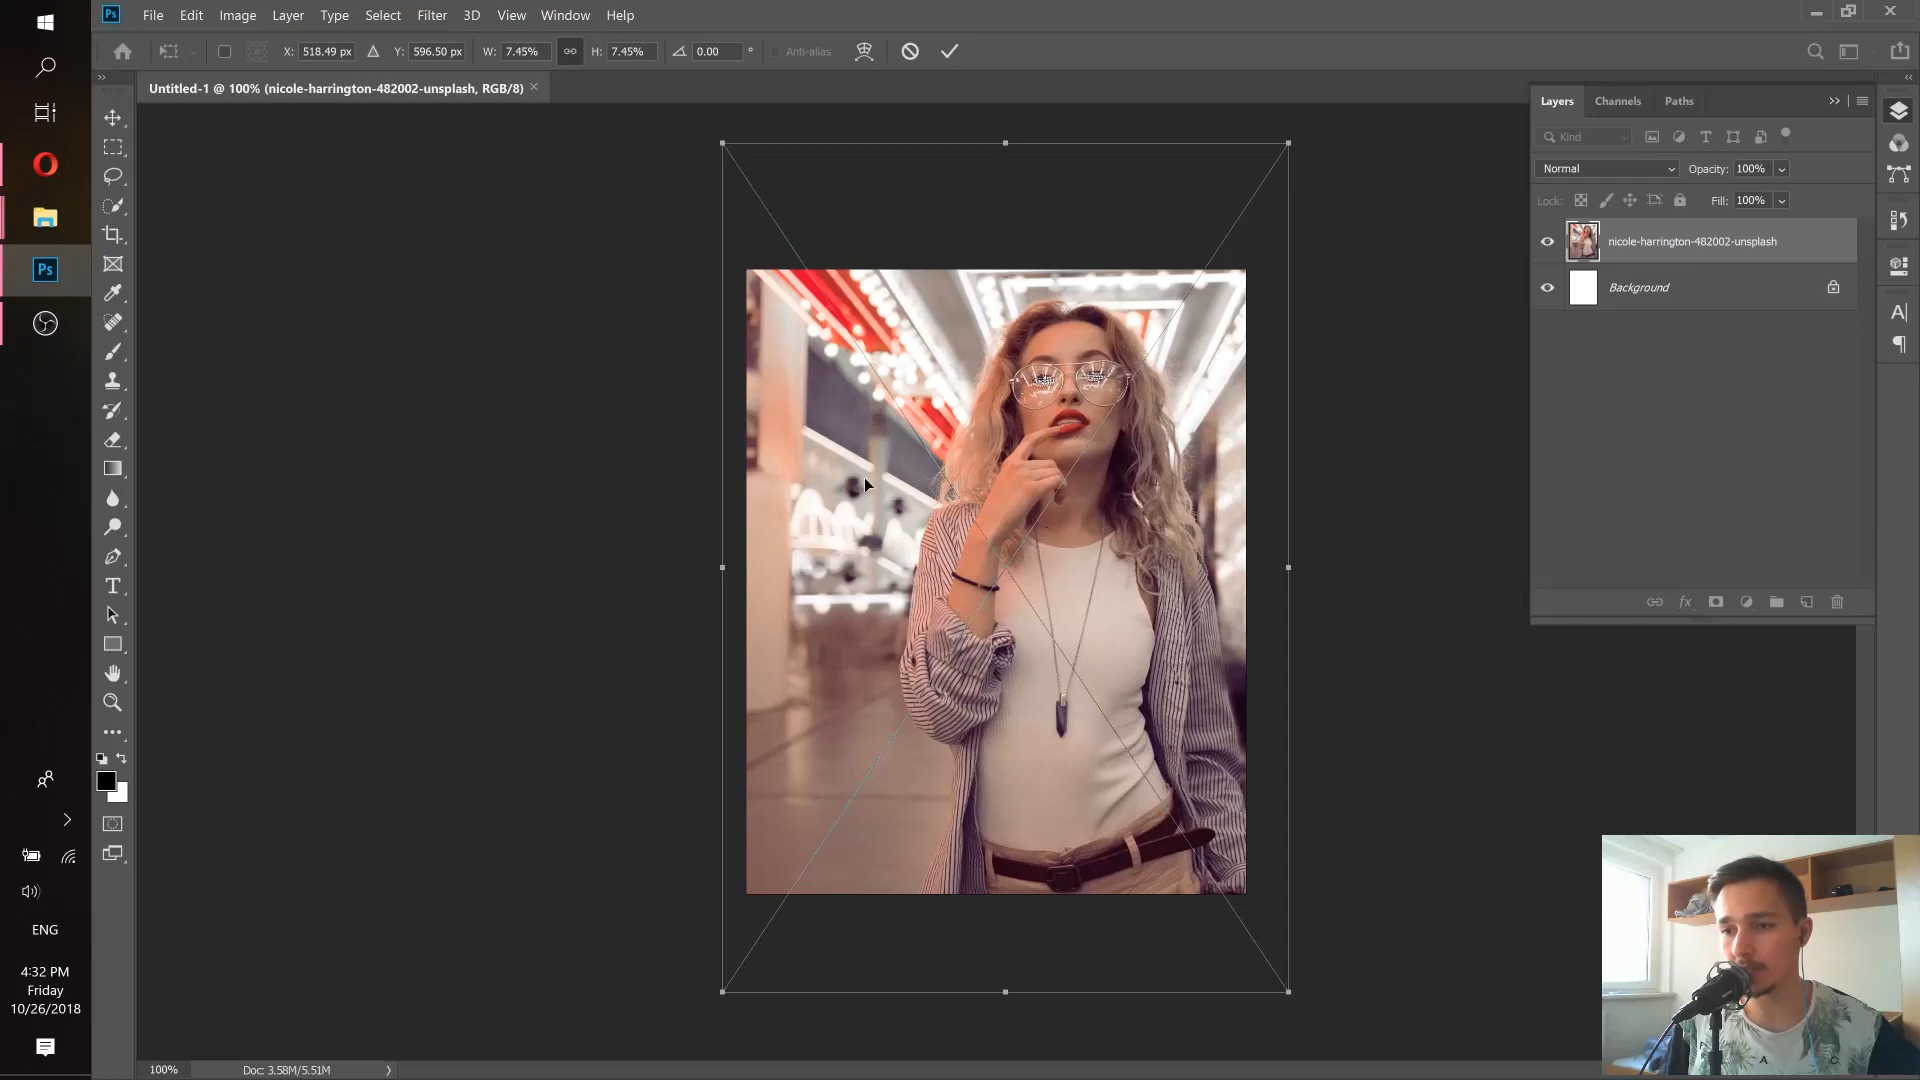 Ps File Edit Image Layer Type Select Filter 3D View Window Help
X: 518.49 px Y: 596.50 px W: 7.45% H: 7.45% 0.00 ° Anti-alias
Untitled-1 @ 100% (nicole-harrington-482002-unsplash, RGB/8) ×
Layers Channels Paths
Kind
Normal Opacity: 100%
Lock: Fill: 100%
nicole-harrington-482002-unsplash
Background
Ps
ENG
4:32 PM
Friday
10/26/2018
100% Doc: 3.58M/5.51M